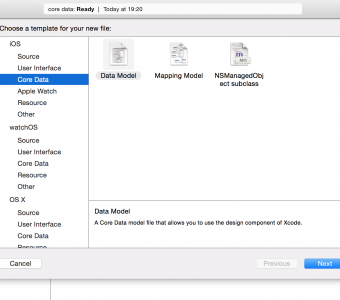 core data: Ready | Today at 19:20
Choose a template for your new file:
iOS
Source
User Interface
Core Data
Apple Watch
Resource
Other
watchOS
Source
User Interface
Core Data
Resource
Other
OS X
Source
User Interface
Core Data
Resource
Data Model
Mapping Model
NSManagedObj
ect subclass
Data Model
A Core Data model file that allows you to use the design component of Xcode.
Cancel
Previous
Next